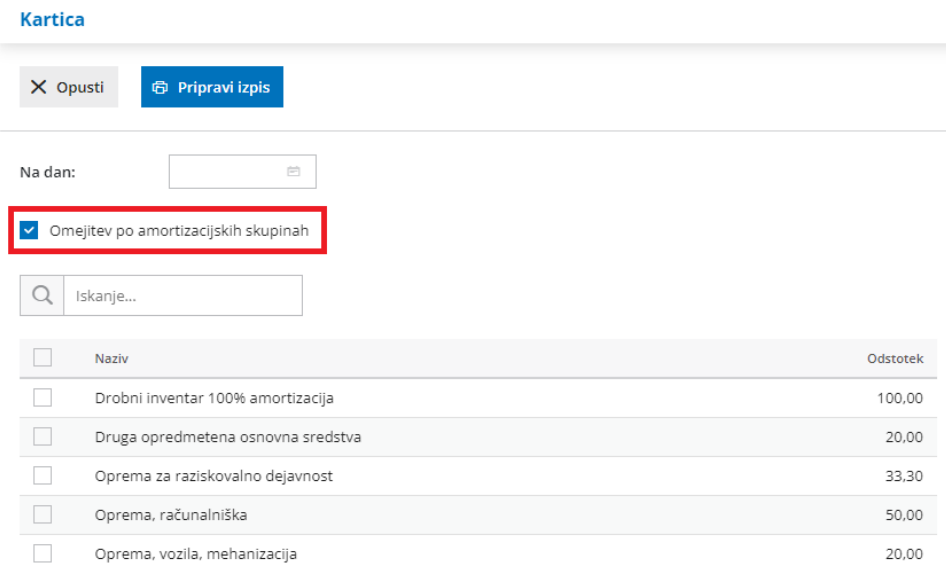 Kartica
Opusti
Pripravi izpis
Na dan:
Omejitev po amortizacijskih skupinah
Iskanje...
Naziv Odstotek
Drobni inventar 100% amortizacija 100,00
Druga opredmetena osnovna sredstva 20,00
Oprema za raziskovalno dejavnost 33,30
Oprema, računalniška 50,00
Oprema, vozila, mehanizacija 20,00